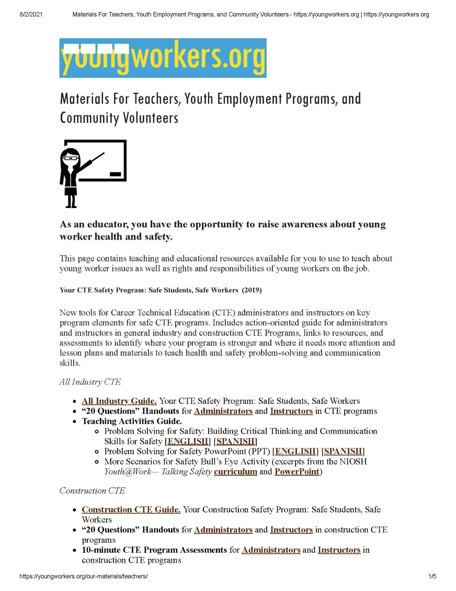 8/2/2021 Materials For Teachers, Youth Employment Programs, and Community Volunteers - https://youngworkers.org | https://youngworkers.org
youngworkers.org
Materials For Teachers, Youth Employment Programs, and
Community Volunteers
As an educator, you have the opportunity to raise awareness about young
worker health and safety.
This page contains teaching and educational resources available for you to use to teach about
young worker issues as well as rights and responsibilities of young workers on the job.
Your CTE Safety Program: Safe Students, Safe Workers (2019)
New tools for Career Technical Education (CTE) administrators and instructors on key
program elements for safe CTE programs. Includes action-oriented guide for administrators
and instructors in general industry and construction CTE Programs, links to resources, and
assessments to identify where your program is stronger and where it needs more attention and
lesson plans and materials to teach health and safety problem-solving and communication
skills.
All Industry CTE
All Industry Guide. Your CTE Safety Program: Safe Students, Safe Workers
"20 Questions" Handouts for Administrators and Instructors in CTE programs
Teaching Activities Guide.
Problem Solving for Safety: Building Critical Thinking and Communication
Skills for Safety [ENGLISH] [SPANISH]
Problem Solving for Safety PowerPoint (PPT) [ENGLISH] [SPANISH]
More Scenarios for Safety Bull's Eye Activity (excerpts from the NIOSH
Youth@Work— Talking Safety curriculum and PowerPoint)
Construction CTE
Construction CTE Guide. Your Construction Safety Program: Safe Students, Safe
Workers
"20 Questions" Handouts for Administrators and Instructors in construction CTE
programs
10-minute CTE Program Assessments for Administrators and Instructors in
construction CTE programs
https://youngworkers.org/our-materials/teachers/ 1/5